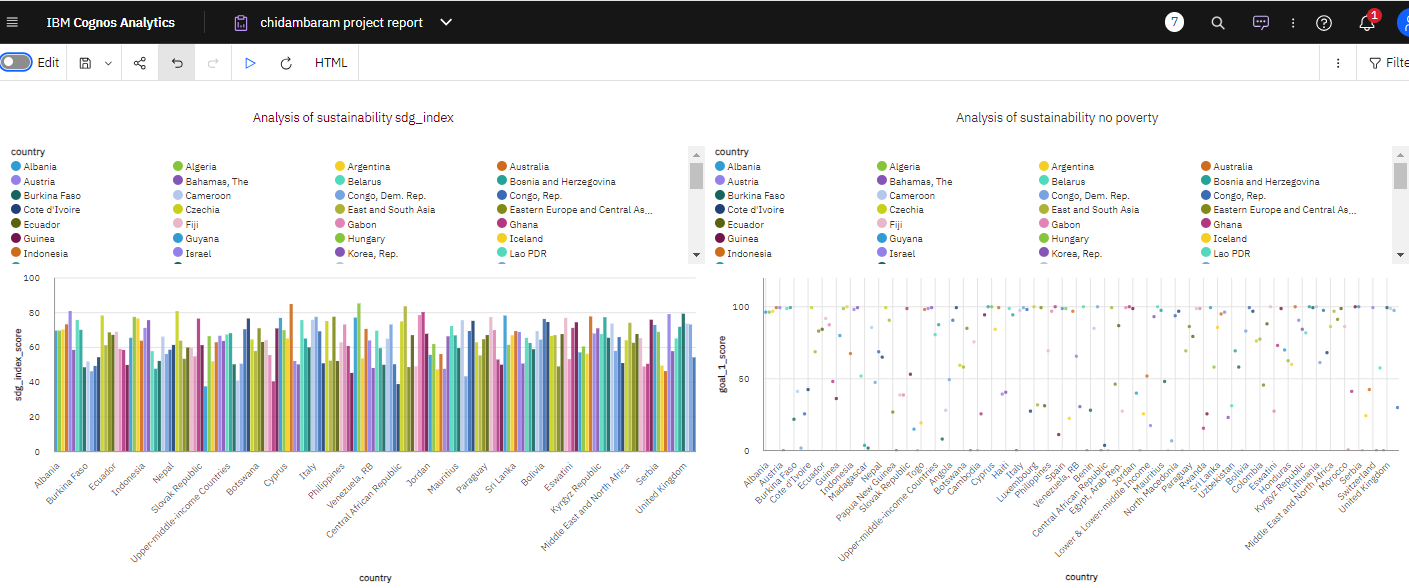 IBM Cognos Analytics
chidambaram project report
7
1
Edit
HTML
Filte
Analysis of sustainability sdg_index
country
Albania Algeria Argentina Australia
Austria Bahamas, The Belarus Bosnia and Herzegovina
Burkina Faso Cameroon Congo, Dem. Rep. Congo, Rep.
Cote d'Ivoire Czechia East and South Asia Eastern Europe and Central As...
Ecuador Fiji Gabon Ghana
Guinea Guyana Hungary Iceland
Indonesia Israel Korea, Rep. Lao PDR
sdg_index_score
100
80
60
40
20
0
Albania
Burkina Faso
Ecuador
Indonesia
Nepal
Slovak Republic
Upper-middle-income Countries
Botswana
Cyprus
Italy
Philippines
Venezuela, RB
Central African Republic
Jordan
Mauritius
Paraguay
Sri Lanka
Bolivia
Eswatini
Kyrgyz Republic
Middle East and North Africa
Serbia
United Kingdom
country
Analysis of sustainability no poverty
country
Albania Algeria Argentina Australia
Austria Bahamas, The Belarus Bosnia and Herzegovina
Burkina Faso Cameroon Congo, Dem. Rep. Congo, Rep.
Cote d'Ivoire Czechia East and South Asia Eastern Europe and Central As...
Ecuador Fiji Gabon Ghana
Guinea Guyana Hungary Iceland
Indonesia Israel Korea, Rep. Lao PDR
goal_1_score
100
50
0
Albania
Austria
Burkina Faso
Cote d'Ivoire
Ecuador
Guinea
Indonesia
Madagascar
Nepal
Papua New Guinea
Slovak Republic
Togo
Upper-middle-income Countries
Angola
Botswana
Cambodia
Cyprus
Haiti
Italy
Luxembourg
Philippines
Spain
Venezuela, RB
Benin
Central African Republic
Egypt, Arab Rep.
Jordan
Lower & Lower-middle Income
Mauritius
North Macedonia
Paraguay
Rwanda
Sri Lanka
Uzbekistan
Bolivia
Colombia
Eswatini
Honduras
Kyrgyz Republic
Lithuania
Middle East and North Africa
Morocco
Serbia
Switzerland
United Kingdom
country